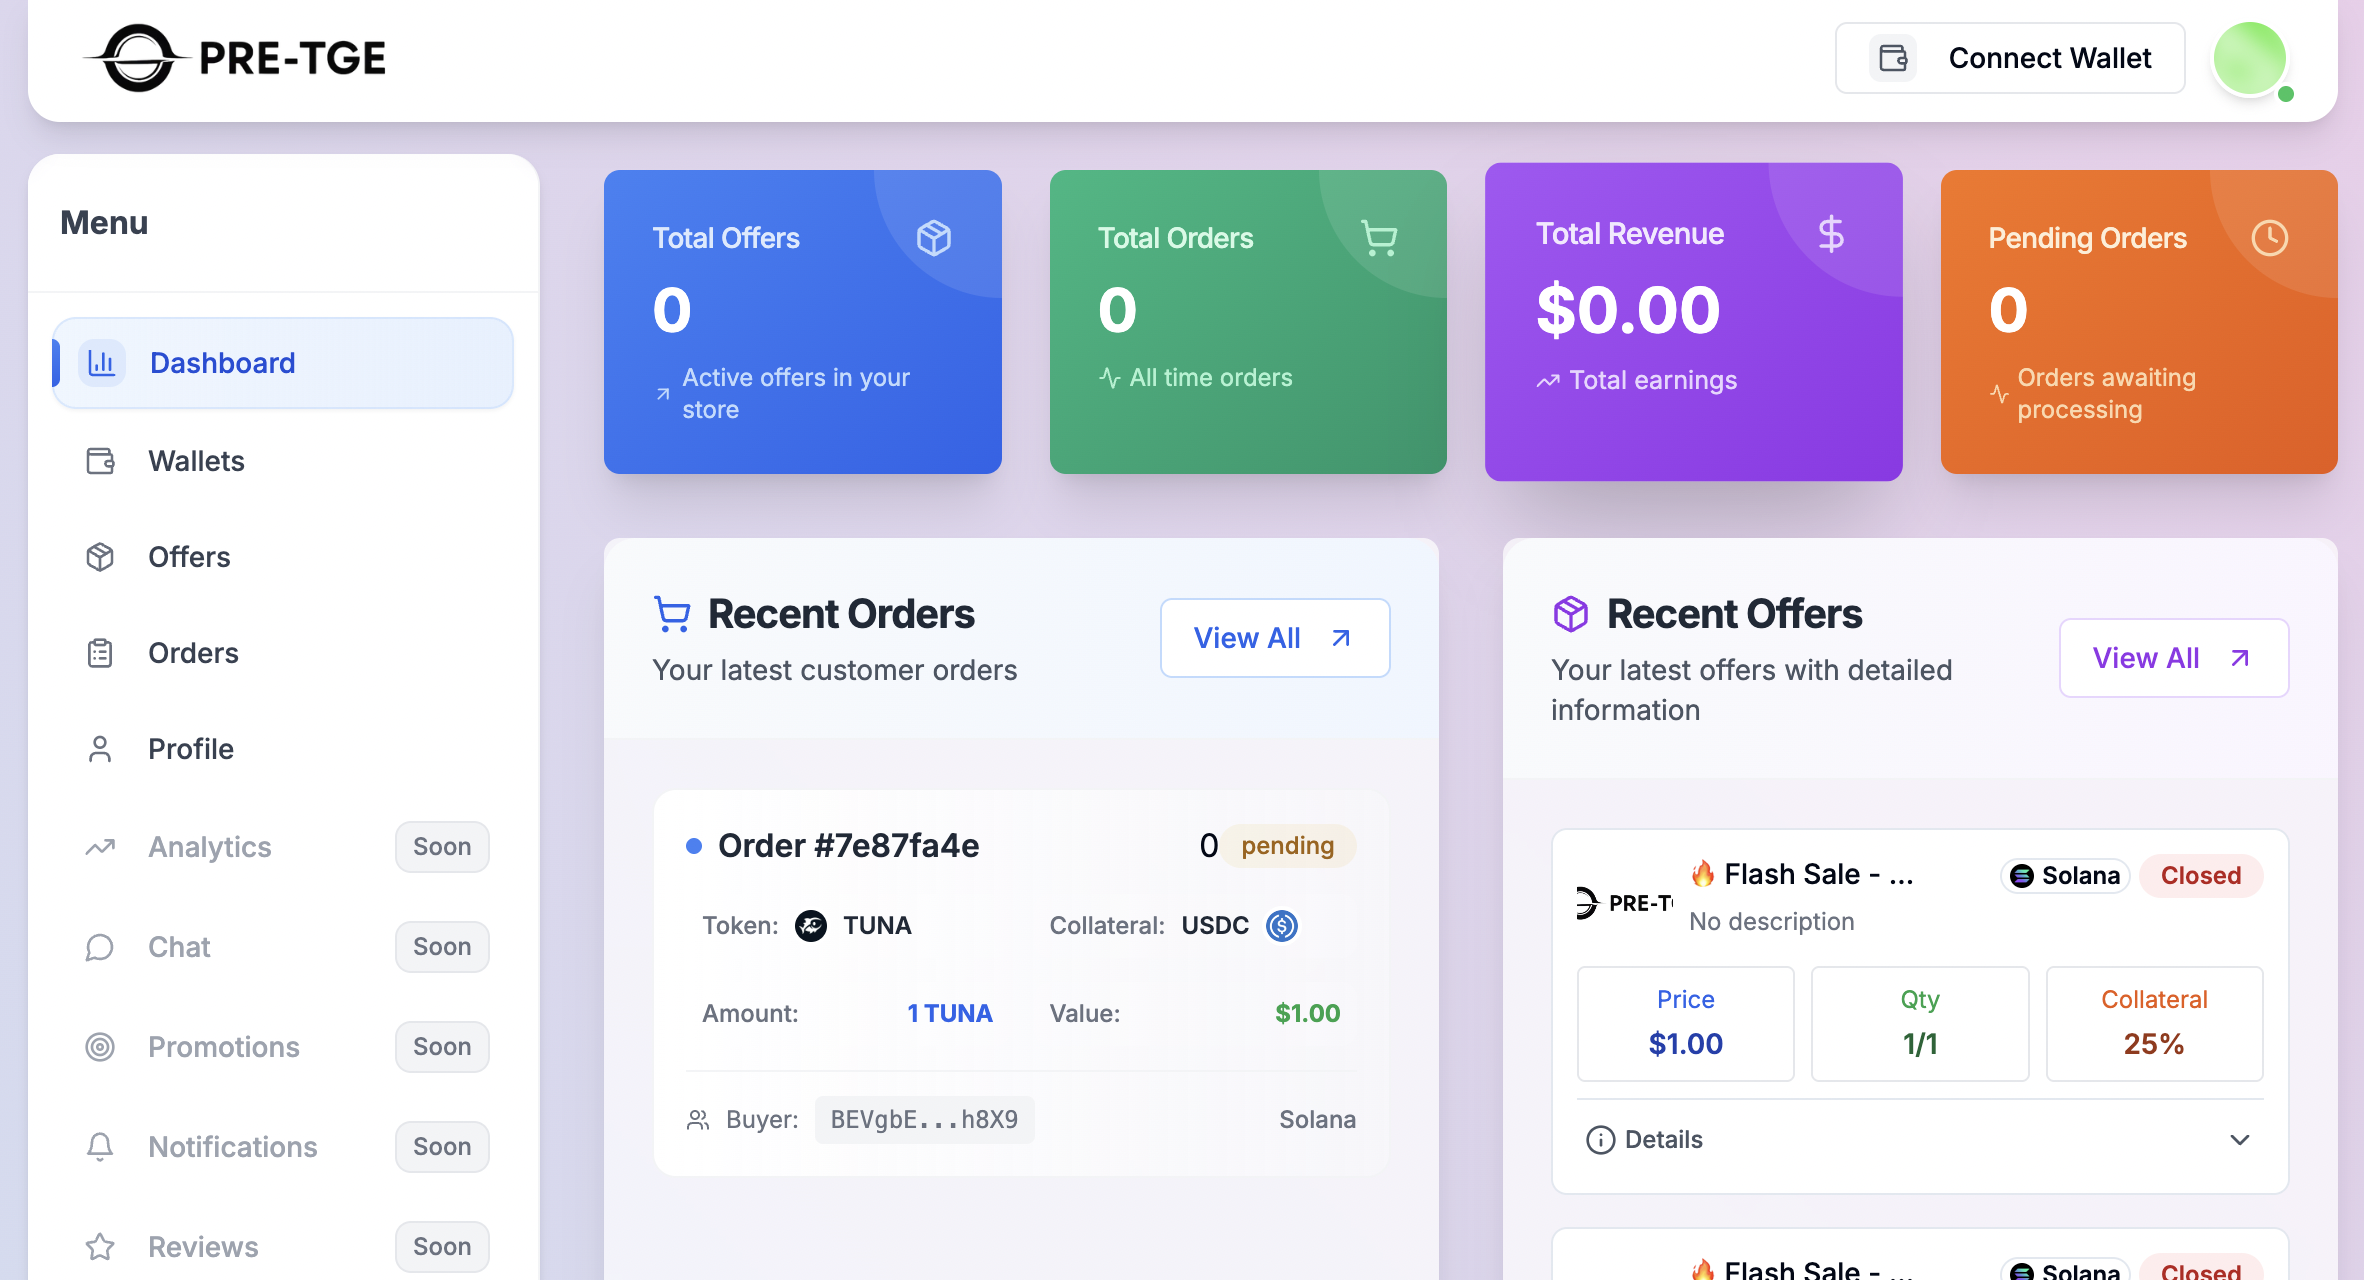 PRE-TGE
Connect Wallet
Menu
Dashboard
Wallets
Offers
Orders
Profile
Analytics
Soon
Chat
Soon
Promotions
Soon
Notifications
Soon
Reviews
Soon
Total Offers
0
Active offers in your
store
Total Orders
0
All time orders
Total Revenue
$
$0.00
Total earnings
Pending Orders
0
Orders awaiting
processing
Recent Orders
Your latest customer orders
View All
Order #7e87fa4e
0 pending
Token: TUNA
Collateral: USDC
Amount: 1 TUNA
Value: $1.00
Buyer: BEVgbE...h8X9
Solana
Recent Offers
Your latest offers with detailed
information
View All
PRE-T
🔥 Flash Sale - ...
Solana
Closed
No description
Price
$1.00
Qty
1/1
Collateral
25%
Details
🔥 Flash Sale - ...
Solana
Closed